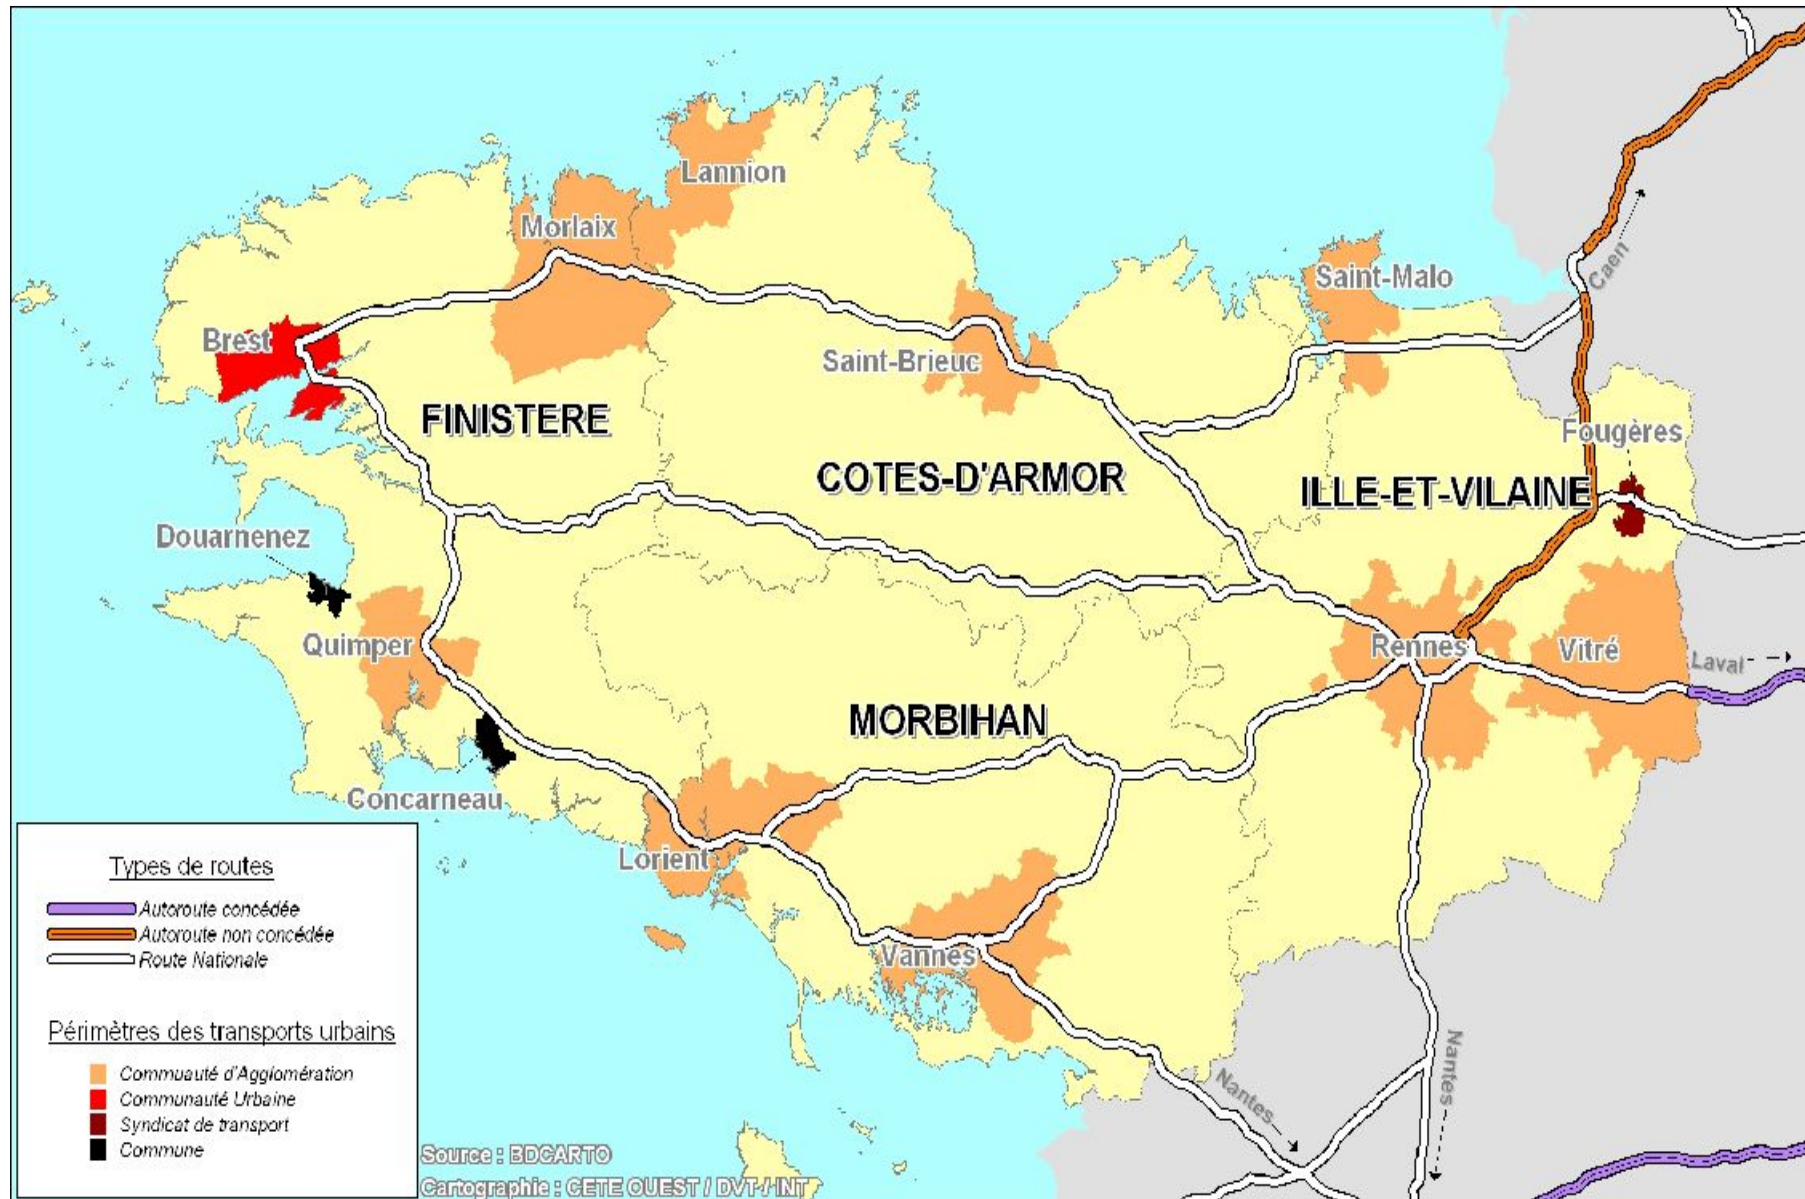 Lannion
Morlaix
Saint-Malo
Caen
Brest
Saint-Brieuc
FINISTERE
Fougères
COTES-D'ARMOR
ILLE-ET-VILAINE
Douarnenez
Quimper
Rennes
Vitré
Laval
MORBIHAN
Concarneau
Lorient
Vannes
Nantes
Nantes
Types de routes
Autoroute concédée
Autoroute non concédée
Route Nationale
Périmètres des transports urbains
Commuauté d'Agglomération
Communauté Urbaine
Syndicat de transport
Commune
Source : BDCARTO
Cartographie : CETE OUEST / DVT / INT